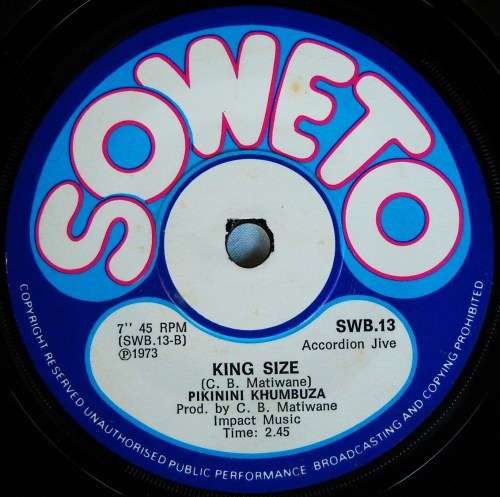 SOWETO
7" 45 RPM
(SWB.13-B)
℗1973
SWB.13
Accordion Jive
KING SIZE
(C. B. Matiwane)
PIKININI KHUMBUZA
Prod. by C. B. Matiwane
Impact Music
Time: 2.45
COPYRIGHT RESERVED UNAUTHORISED PUBLIC PERFORMANCE BROADCASTING AND COPYING PROHIBITED